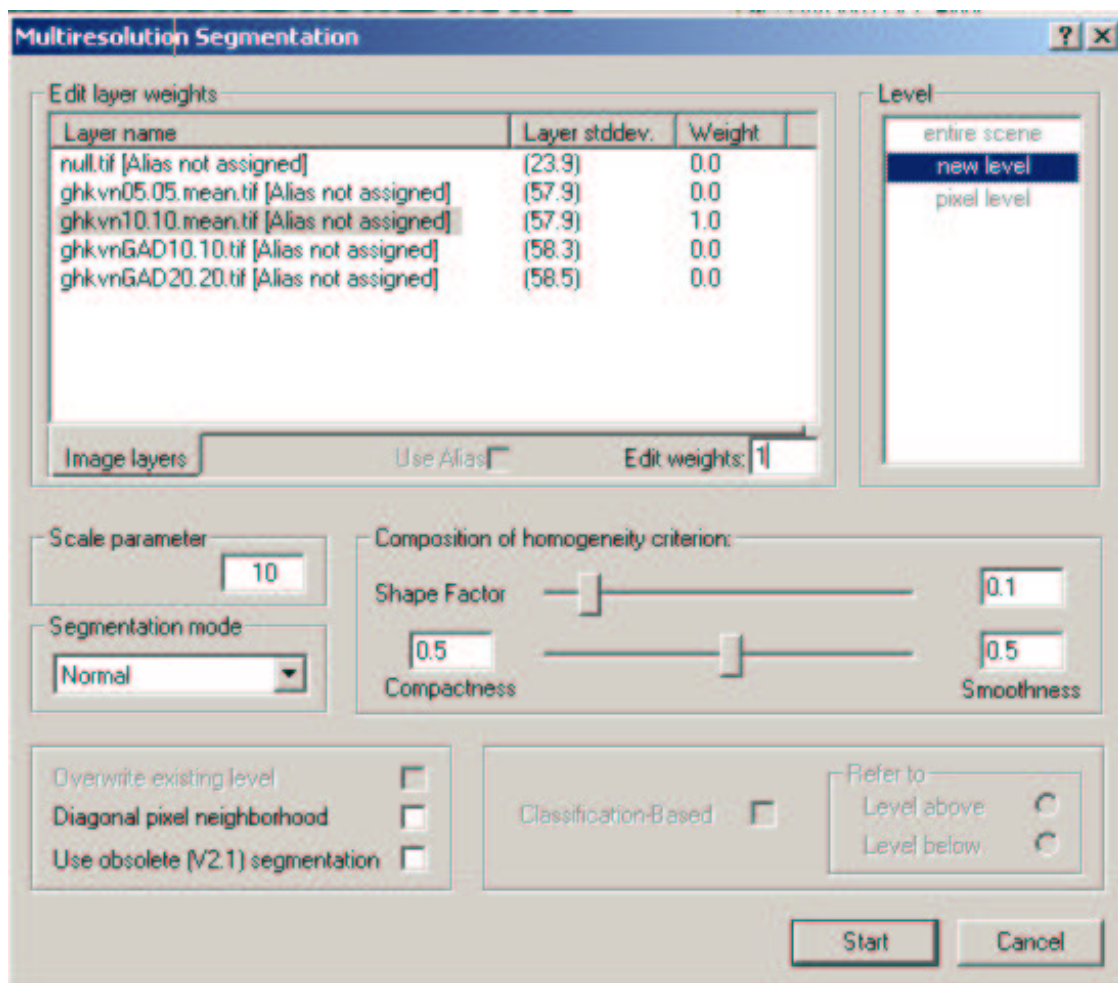 Multiresolution Segmentation
Edit layer weights
Layer name Layer stddev. Weight
null.tif [Alias not assigned] (23.9) 0.0
ghkvn05.05.mean.tif [Alias not assigned] (57.9) 0.0
ghkvn10.10.mean.tif [Alias not assigned] (57.9) 1.0
ghkvnGAD10.10.tif [Alias not assigned] (58.3) 0.0
ghkvnGAD20.20.tif [Alias not assigned] (58.5) 0.0
Image layers Use Alias Edit weights: 1
Level
entire scene
new level
pixel level
Scale parameter
10
Segmentation mode
Normal
Composition of homogeneity criterion:
Shape Factor 0.1
0.5 0.5
Compactness Smoothness
Overwrite existing level
Diagonal pixel neighborhood
Use obsolete (V2.1) segmentation
Classification-Based
Refer to
Level above
Level below
Start Cancel